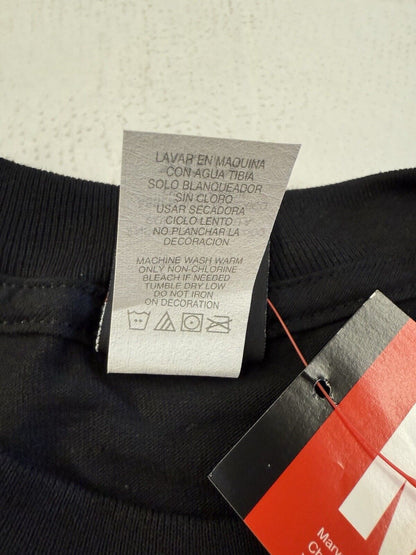 LAVAR EN MAQUINA
CON AGUA TIBIA
SOLO BLANQUEADOR
SIN CLORO
USAR SECADORA
CICLO LENTO
NO PLANCHAR LA
DECORACION
MACHINE WASH WARM
ONLY NON-CHLORINE
BLEACH IF NEEDED
TUMBLE DRY LOW
DO NOT IRON
ON DECORATION